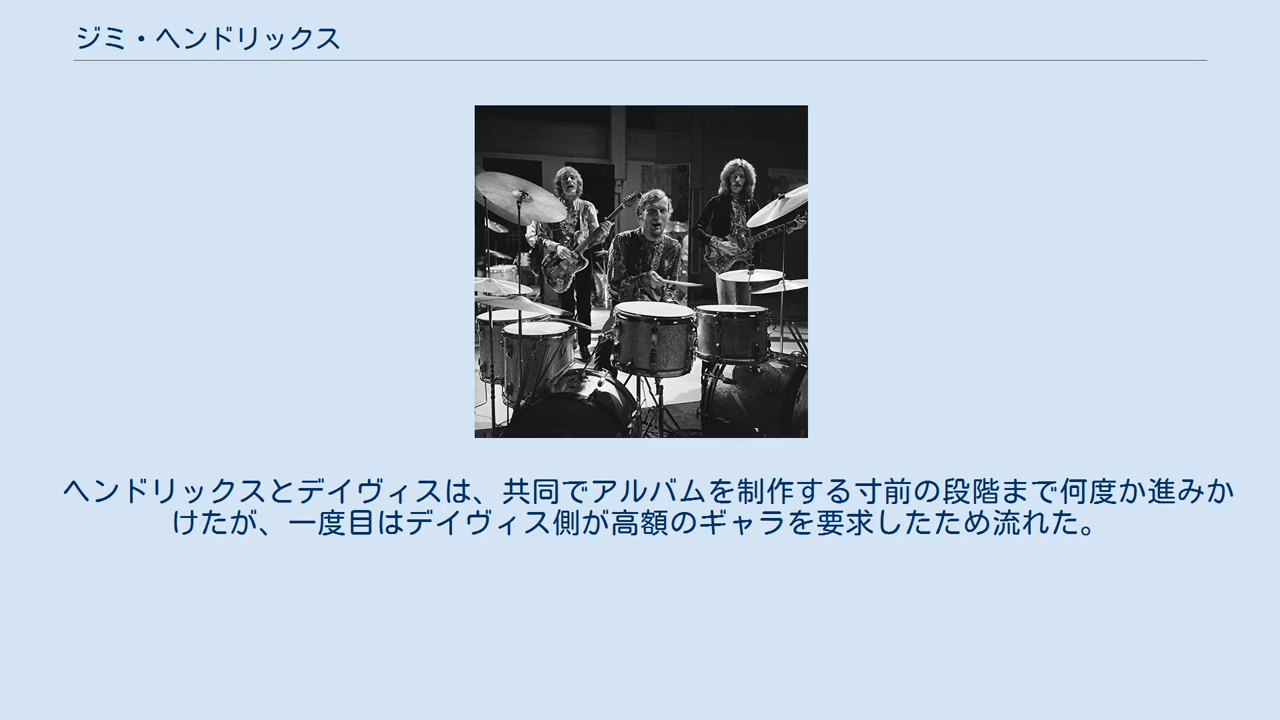 ジミ・ヘンドリックス
ヘンドリックスとデイヴィスは、共同でアルバムを制作する寸前の段階まで何度か進みか
けたが、一度目はデイヴィス側が高額のギャラを要求したため流れた。